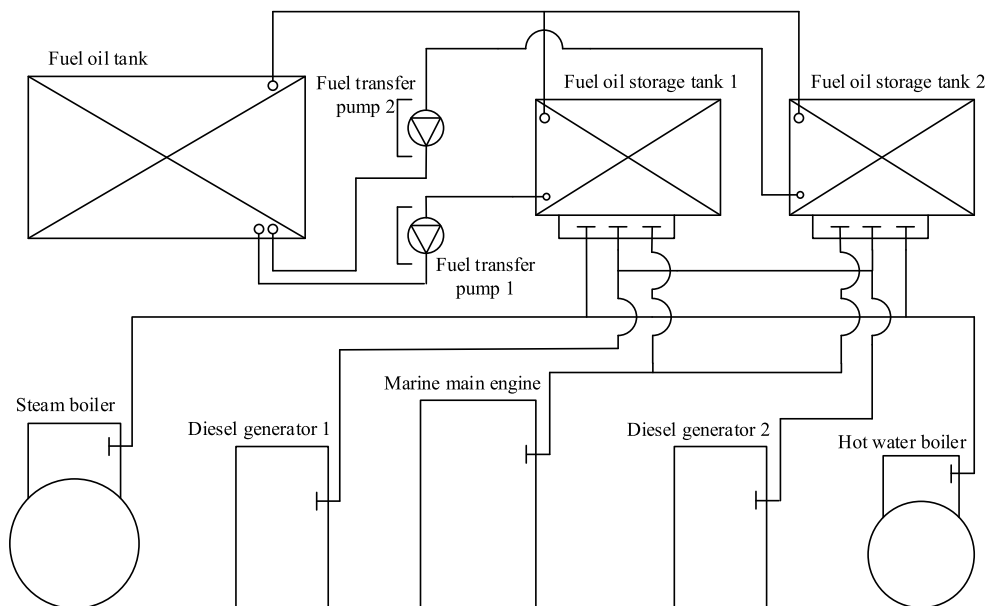 Fuel oil tank
Fuel transfer
pump 2
Fuel oil storage tank 1
Fuel oil storage tank 2
Fuel transfer
pump 1
Marine main engine
Steam boiler
Diesel generator 1
Diesel generator 2
Hot water boiler